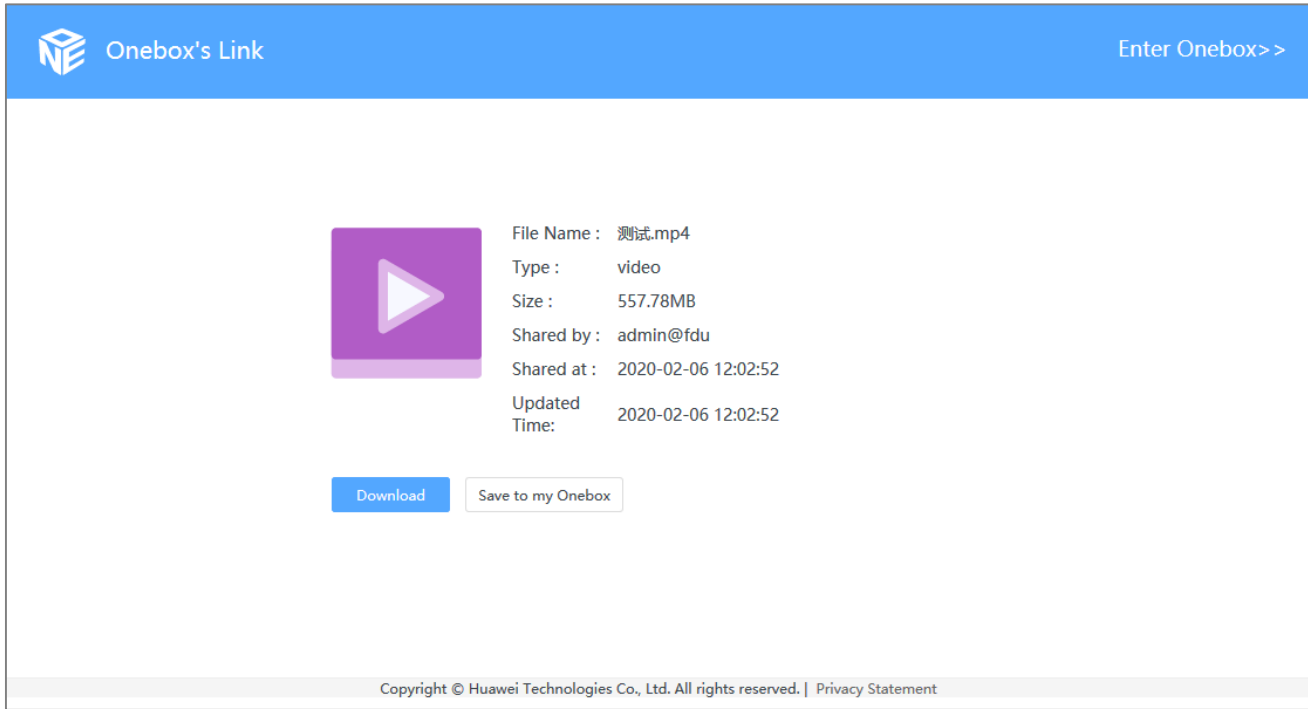 ONE Onebox's Link Enter Onebox>>
File Name : 测试.mp4
Type : video
Size : 557.78MB
Shared by : admin@fdu
Shared at : 2020-02-06 12:02:52
Updated
Time: 2020-02-06 12:02:52
Download Save to my Onebox
Copyright © Huawei Technologies Co., Ltd. All rights reserved. | Privacy Statement